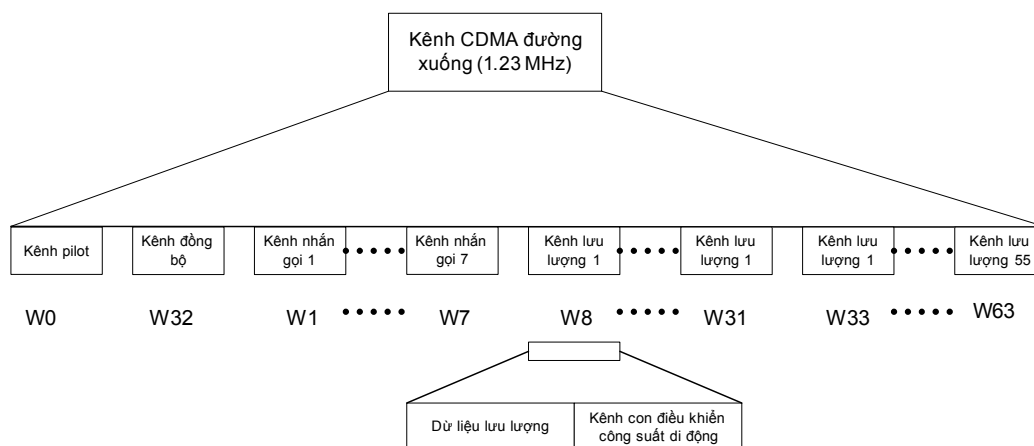 Kênh CDMA đường
xuống (1.23 MHz)
Kênh pilot
Kênh đồng
bộ
Kênh nhắn
gọi 1
Kênh nhắn
gọi 7
Kênh lưu
lượng 1
Kênh lưu
lượng 1
Kênh lưu
lượng 1
Kênh lưu
lượng 55
W0
W32
W1
W7
W8
W31
W33
W63
Dừ liệu lưu lượng
Kênh con điều khiển
công suất di động